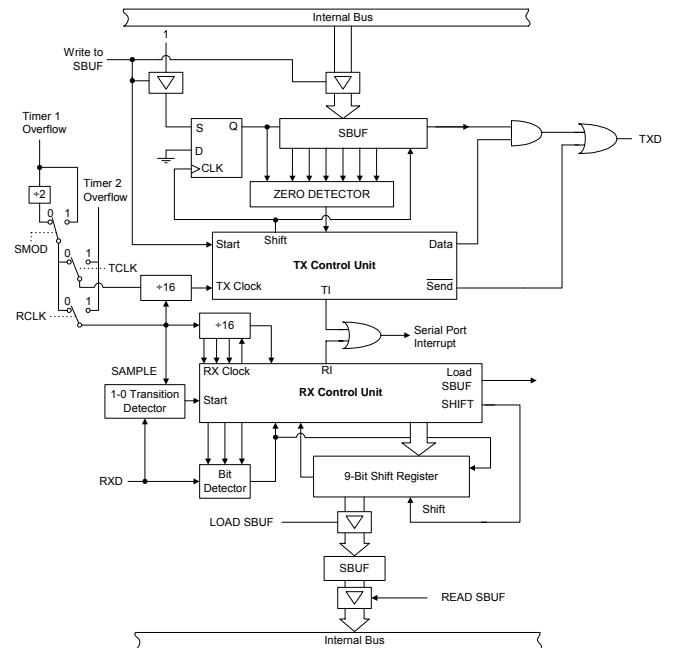 Internal Bus
1
Write to
SBUF
Timer 1
Overflow
S
Q
D
CLK
SBUF
TXD
÷2
Timer 2
Overflow
ZERO DETECTOR
0 1
SMOD
Shift
Start
Data
TX Control Unit
0 1
TCLK
÷16
TX Clock
TI
Send
0 1
RCLK
÷16
Serial Port
Interrupt
SAMPLE
RX Clock
RI
Load
SBUF
1-0 Transition
Detector
Start
RX Control Unit
SHIFT
RXD
Bit
Detector
9-Bit Shift Register
Shift
LOAD SBUF
SBUF
READ SBUF
Internal Bus